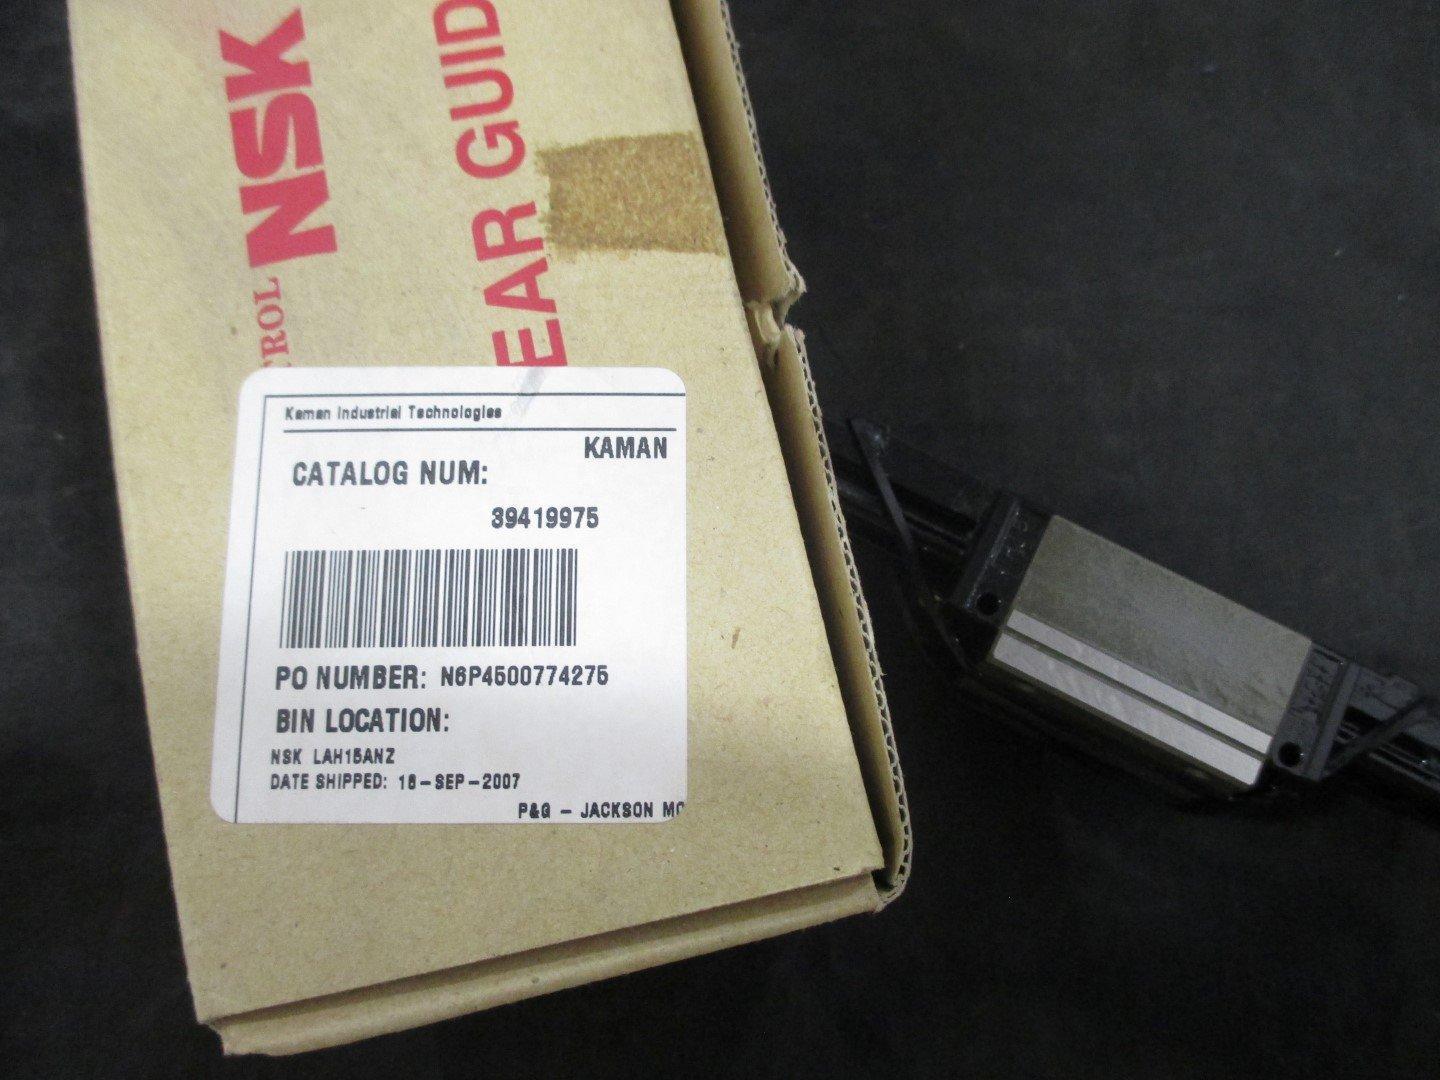 NSK
TROL
EAR GUID
Kaman Industrial Technologies
KAMAN
CATALOG NUM:
39419975
PO NUMBER: N6P4500774275
BIN LOCATION:
NSK LAH15ANZ
DATE SHIPPED: 18-SEP-2007
P&G - JACKSON MO